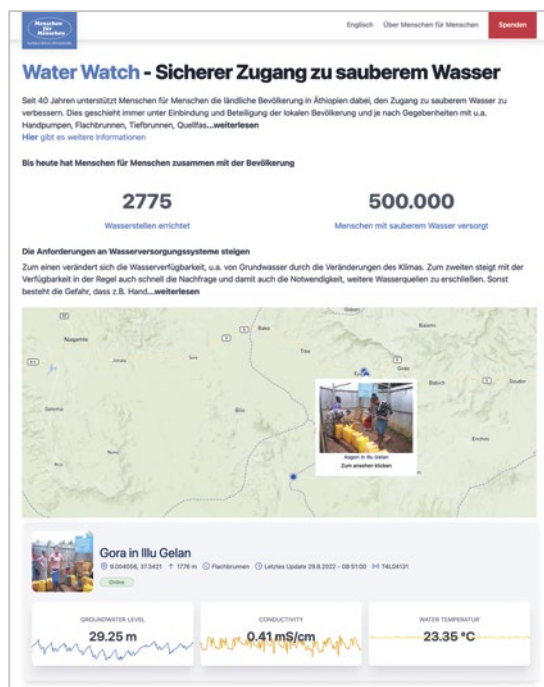 Menschen
für
Menschen
Englisch Über Menschen für Menschen Spenden
Water Watch - Sicherer Zugang zu sauberem Wasser
Seit 40 Jahren unterstützt Menschen für Menschen die ländliche Bevölkerung in Äthiopien dabei, den Zugang zu sauberem Wasser zu
verbessern. Dies geschieht immer unter Einbindung und Beteiligung der lokalen Bevölkerung und je nach Gegebenheiten mit u.a.
Handpumpen, Flachbrunnen, Tiefbrunnen, Quellfas...weiterlesen
Hier gibt es weitere Informationen
Bis heute hat Menschen für Menschen zusammen mit der Bevölkerung
2775 500.000
Wasserstellen errichtet Menschen mit sauberem Wasser versorgt
Die Anforderungen an Wasserversorgungssysteme steigen
Zum einen verändert sich die Wasserverfügbarkeit, u.a. von Grundwasser durch die Veränderungen des Klimas. Zum zweiten steigt mit der
Verfügbarkeit in der Regel auch schnell die Nachfrage und damit auch die Notwendigkeit, weitere Wasserquellen zu erschließen. Sonst
besteht die Gefahr, dass z.B. Hand...weiterlesen
Bako
Tibe
Jimata
Bila
Asgori in Illu Gelan
Zum ansehen klicken
Gora in Illu Gelan
9.004056, 37.3421 1776 m Flachbrunnen Letztes Update 29.8.2022 - 08:51:00 T4L04131
Online
GROUNDWATER LEVEL CONDUCTIVITY WATER TEMPERATUR
29.25 m 0.41 mS/cm 23.35 °C